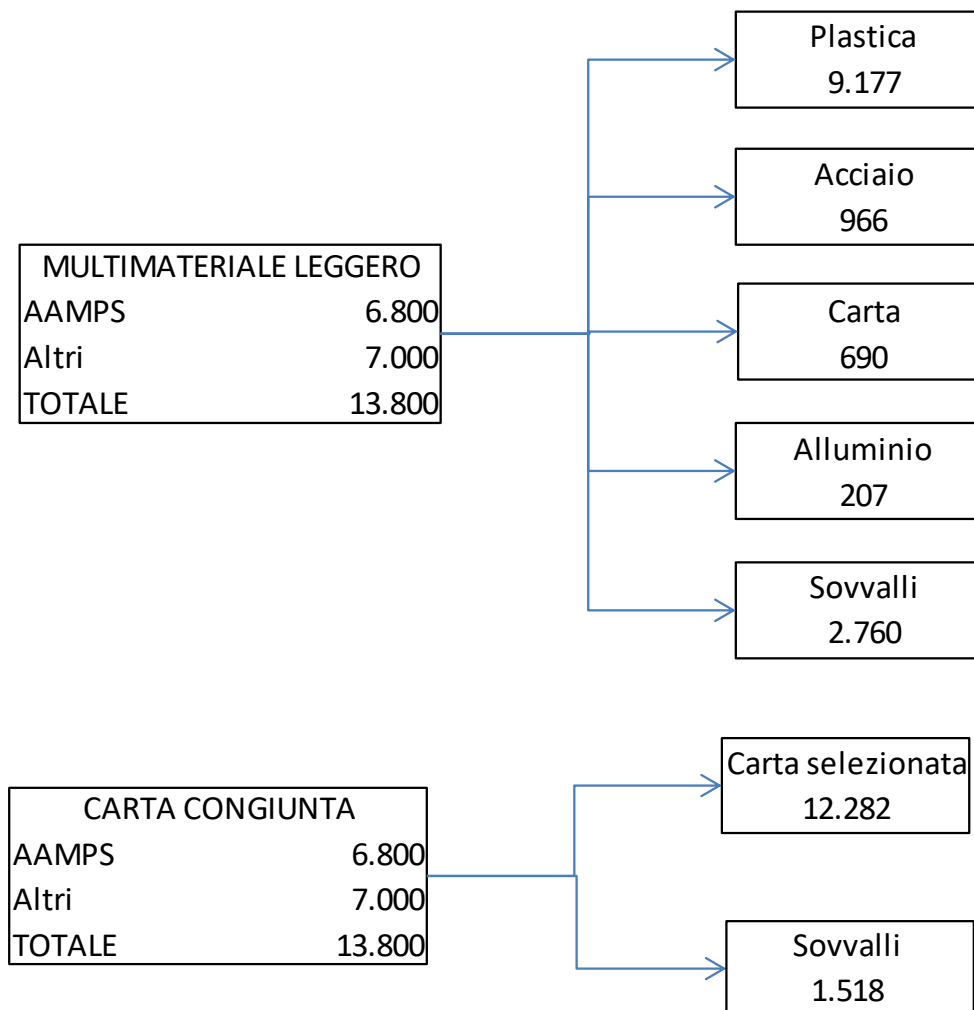 Plastica
9.177
Acciaio
966
MULTIMATERIALE LEGGERO
AAMPS 6.800
Altri 7.000
TOTALE 13.800
Carta
690
Alluminio
207
Sovvalli
2.760
Carta selezionata
12.282
CARTA CONGIUNTA
AAMPS 6.800
Altri 7.000
TOTALE 13.800
Sovvalli
1.518